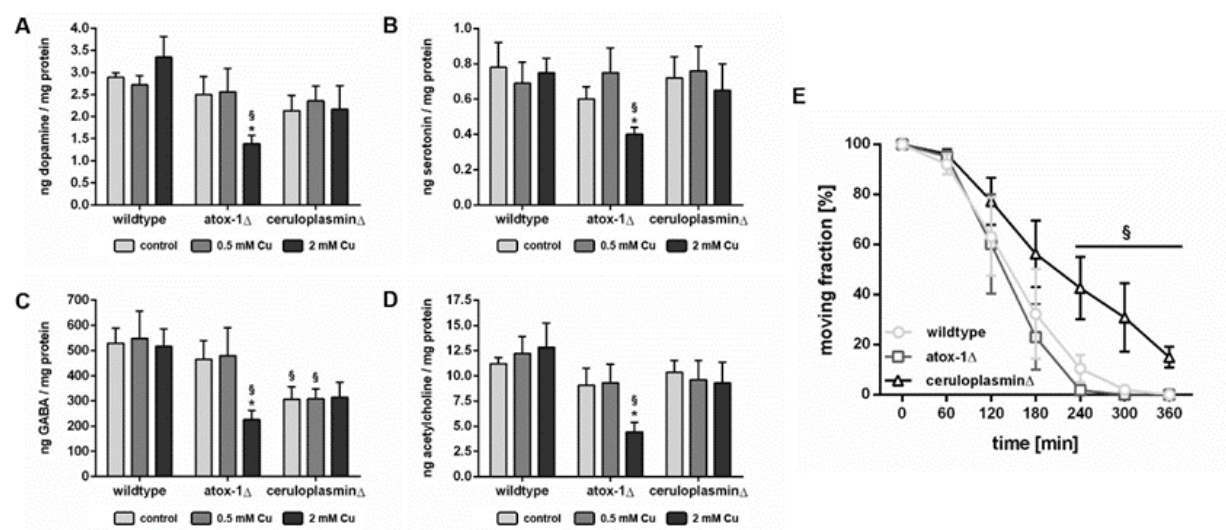 A
ng dopamine / mg protein
4.0
3.5
3.0
2.5
2.0
1.5
1.0
0.5
0.0
§
*
wildtype atox-1Δ ceruloplasminΔ
control 0.5 mM Cu 2 mM Cu
B
ng serotonin / mg protein
1.0
0.8
0.6
0.4
0.2
0.0
§
*
wildtype atox-1Δ ceruloplasminΔ
control 0.5 mM Cu 2 mM Cu
C
ng GABA / mg protein
700
600
500
400
300
200
100
0
§
*
§ §
wildtype atox-1Δ ceruloplasminΔ
control 0.5 mM Cu 2 mM Cu
D
ng acetylcholine / mg protein
17.5
15.0
12.5
10.0
7.5
5.0
2.5
0.0
§
*
wildtype atox-1Δ ceruloplasminΔ
control 0.5 mM Cu 2 mM Cu
E
moving fraction [%]
100
80
60
40
20
0
§
wildtype
atox-1Δ
ceruloplasminΔ
0 60 120 180 240 300 360
time [min]